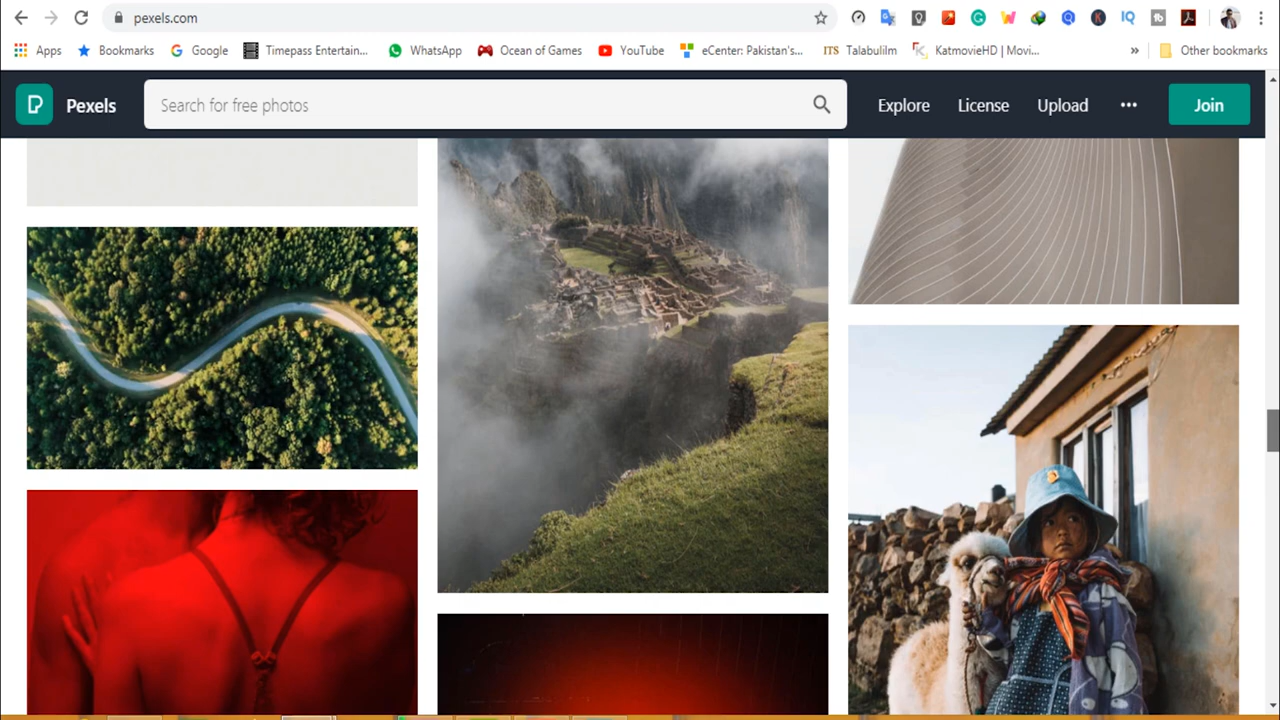 pexels.com
Apps Bookmarks Google Timepass Entertain... WhatsApp Ocean of Games YouTube eCenter: Pakistan's... ITS Talabulilm KatmovieHD | Movi... » Other bookmarks
Pexels Search for free photos Explore License Upload ••• Join